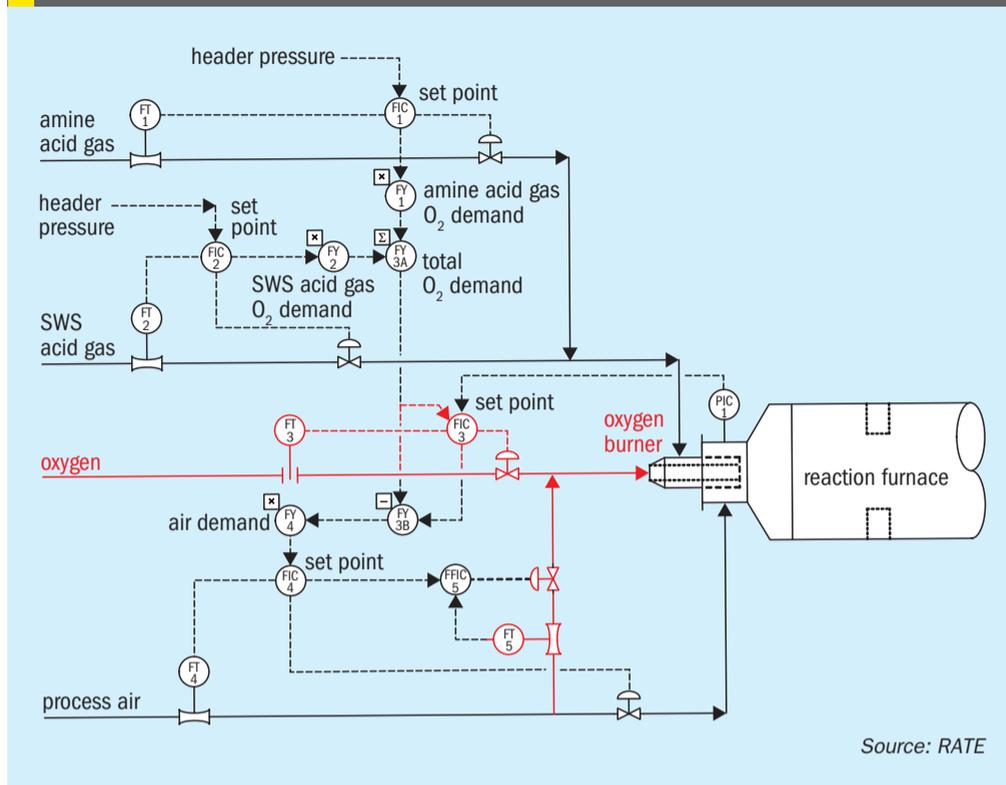 header pressure
FT
1
FIC
1
set point
amine
acid gas
×
FY
1
amine acid gas
O₂ demand
header
pressure
set
point
FIC
2
×
FY
2
Σ
FY
3A
total
O₂ demand
SWS acid gas
O₂ demand
FT
2
SWS
acid gas
set point
PIC
1
FT
3
FIC
3
oxygen
burner
oxygen
reaction furnace
×
air demand
FY
4
−
FY
3B
set point
FIC
4
FFIC
5
FT
5
FT
4
process air
Source: RATE